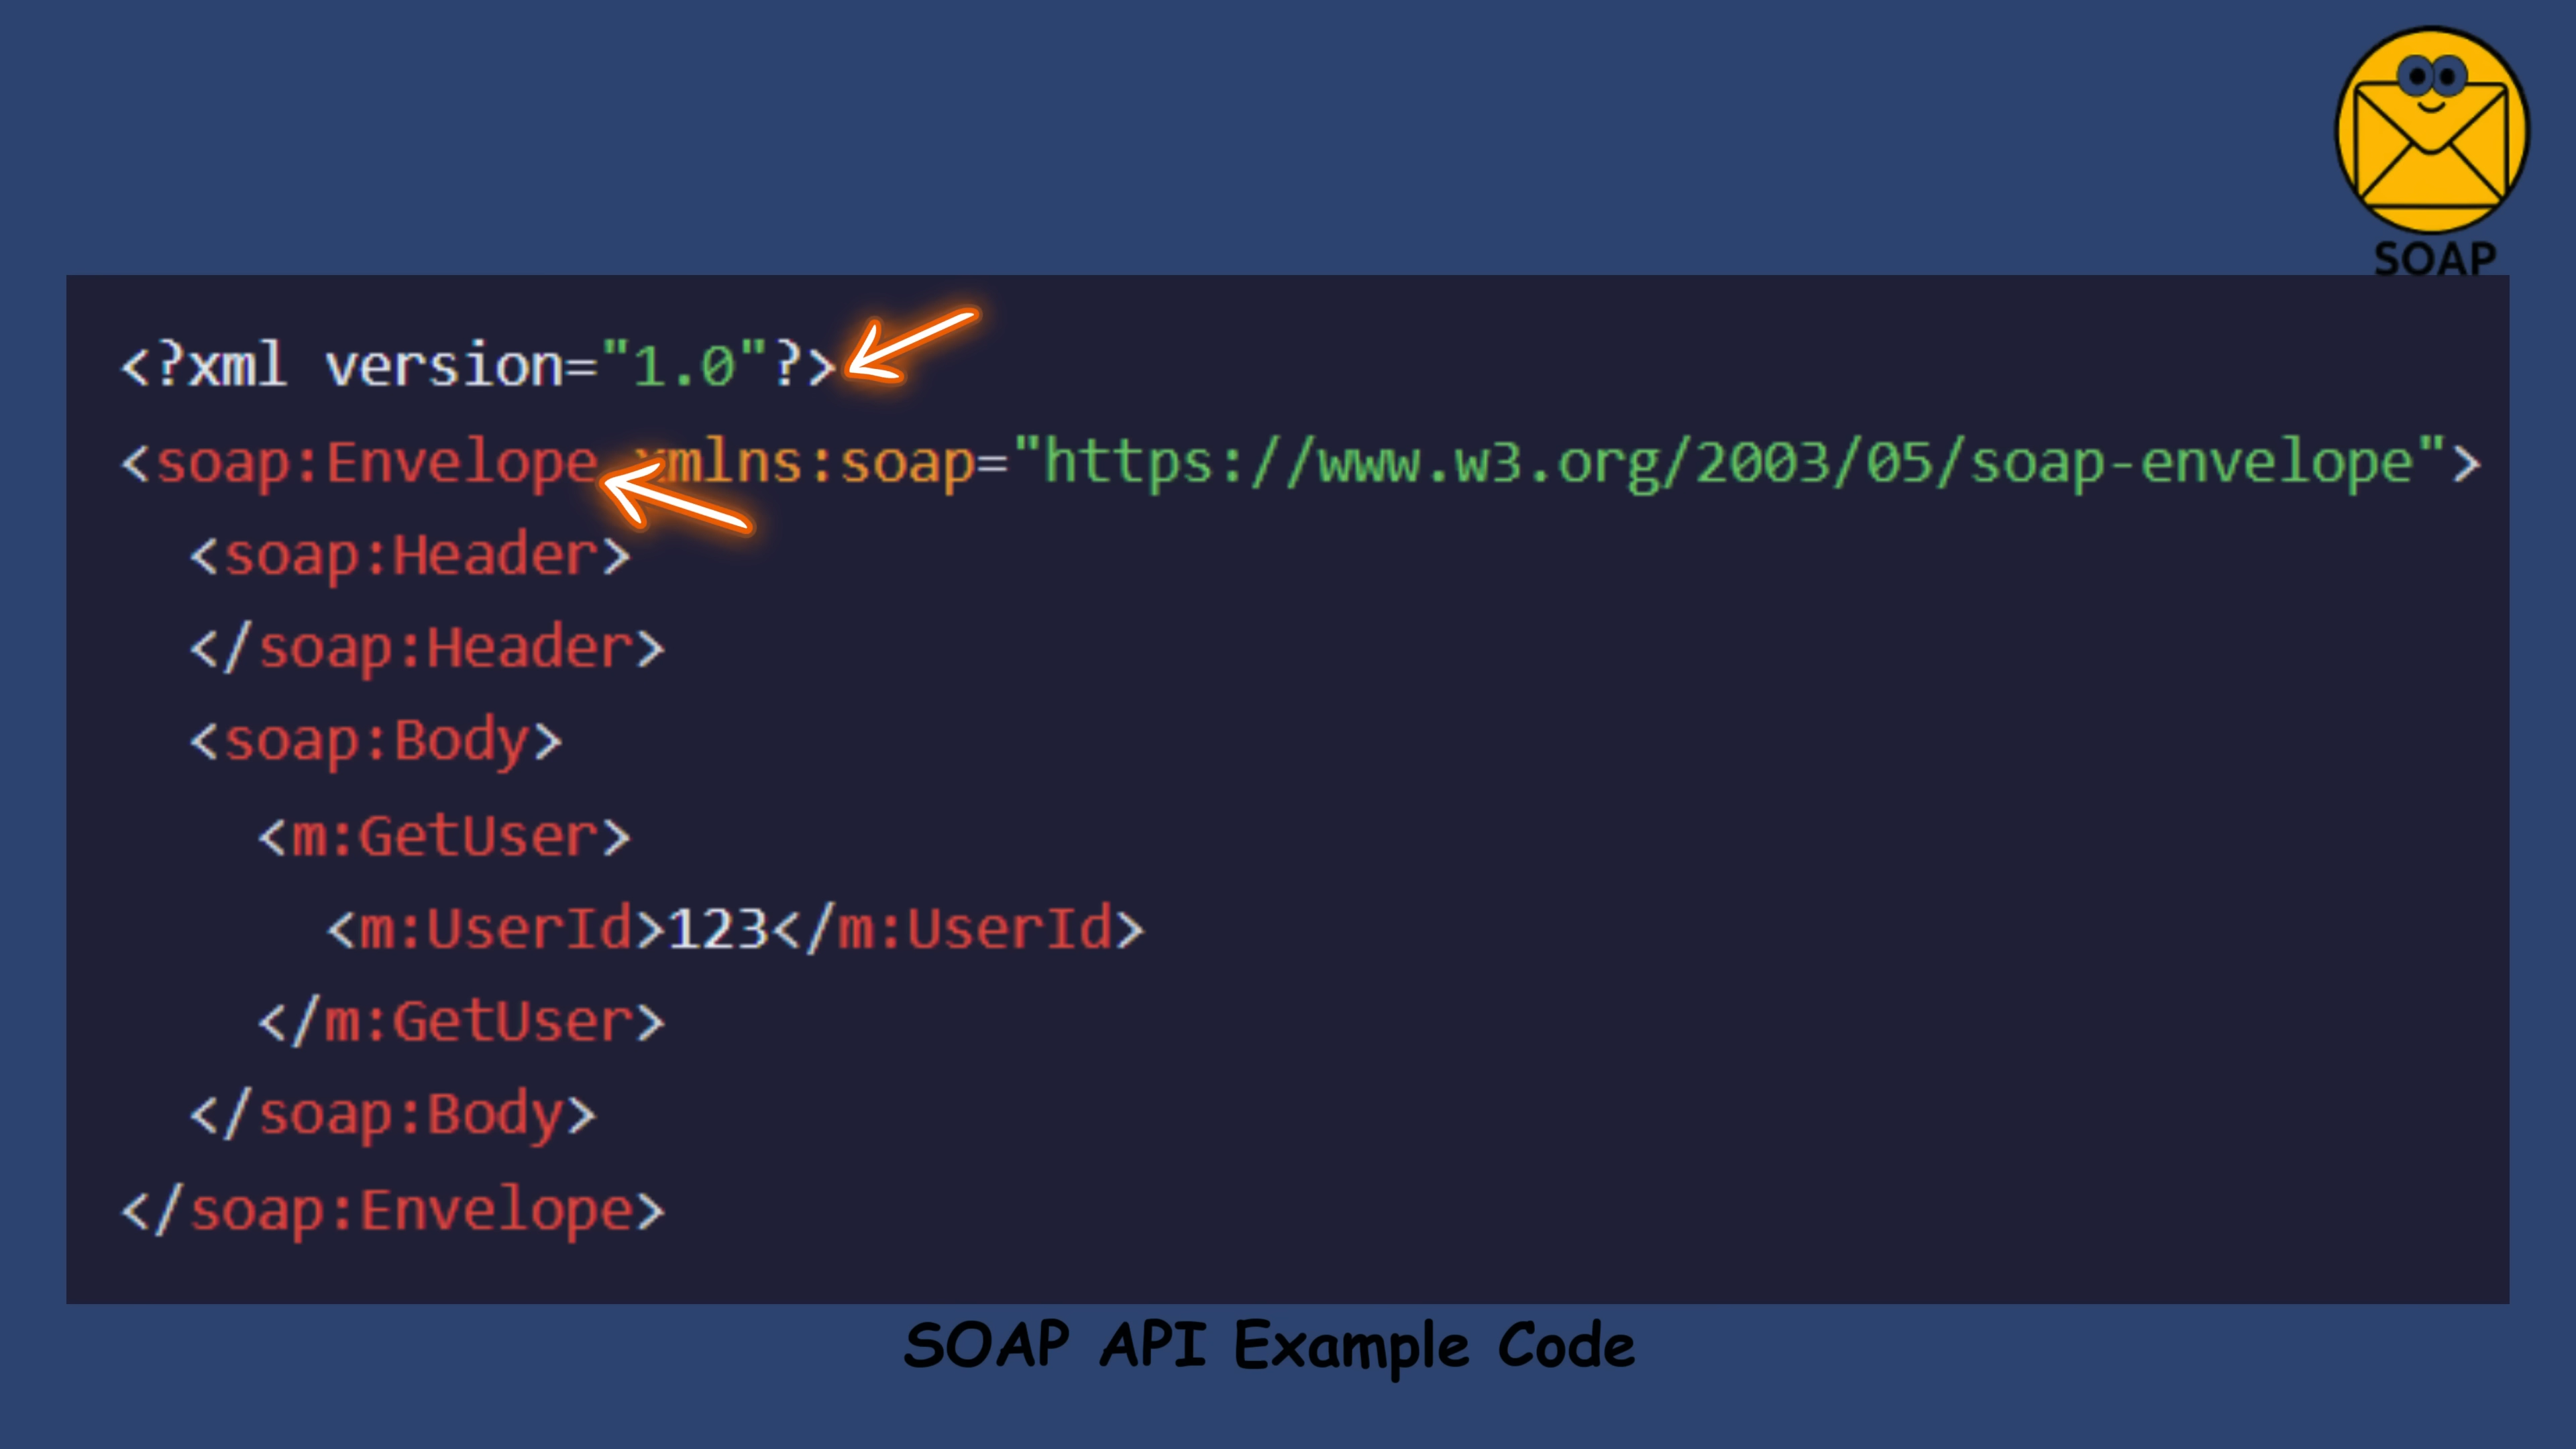 SOAP
<?xml version="1.0"?>
<soap:Envelope xmlns:soap="https://www.w3.org/2003/05/soap-envelope">
<soap:Header>
</soap:Header>
<soap:Body>
<m:GetUser>
<m:UserId>123</m:UserId>
</m:GetUser>
</soap:Body>
</soap:Envelope>
SOAP API Example Code